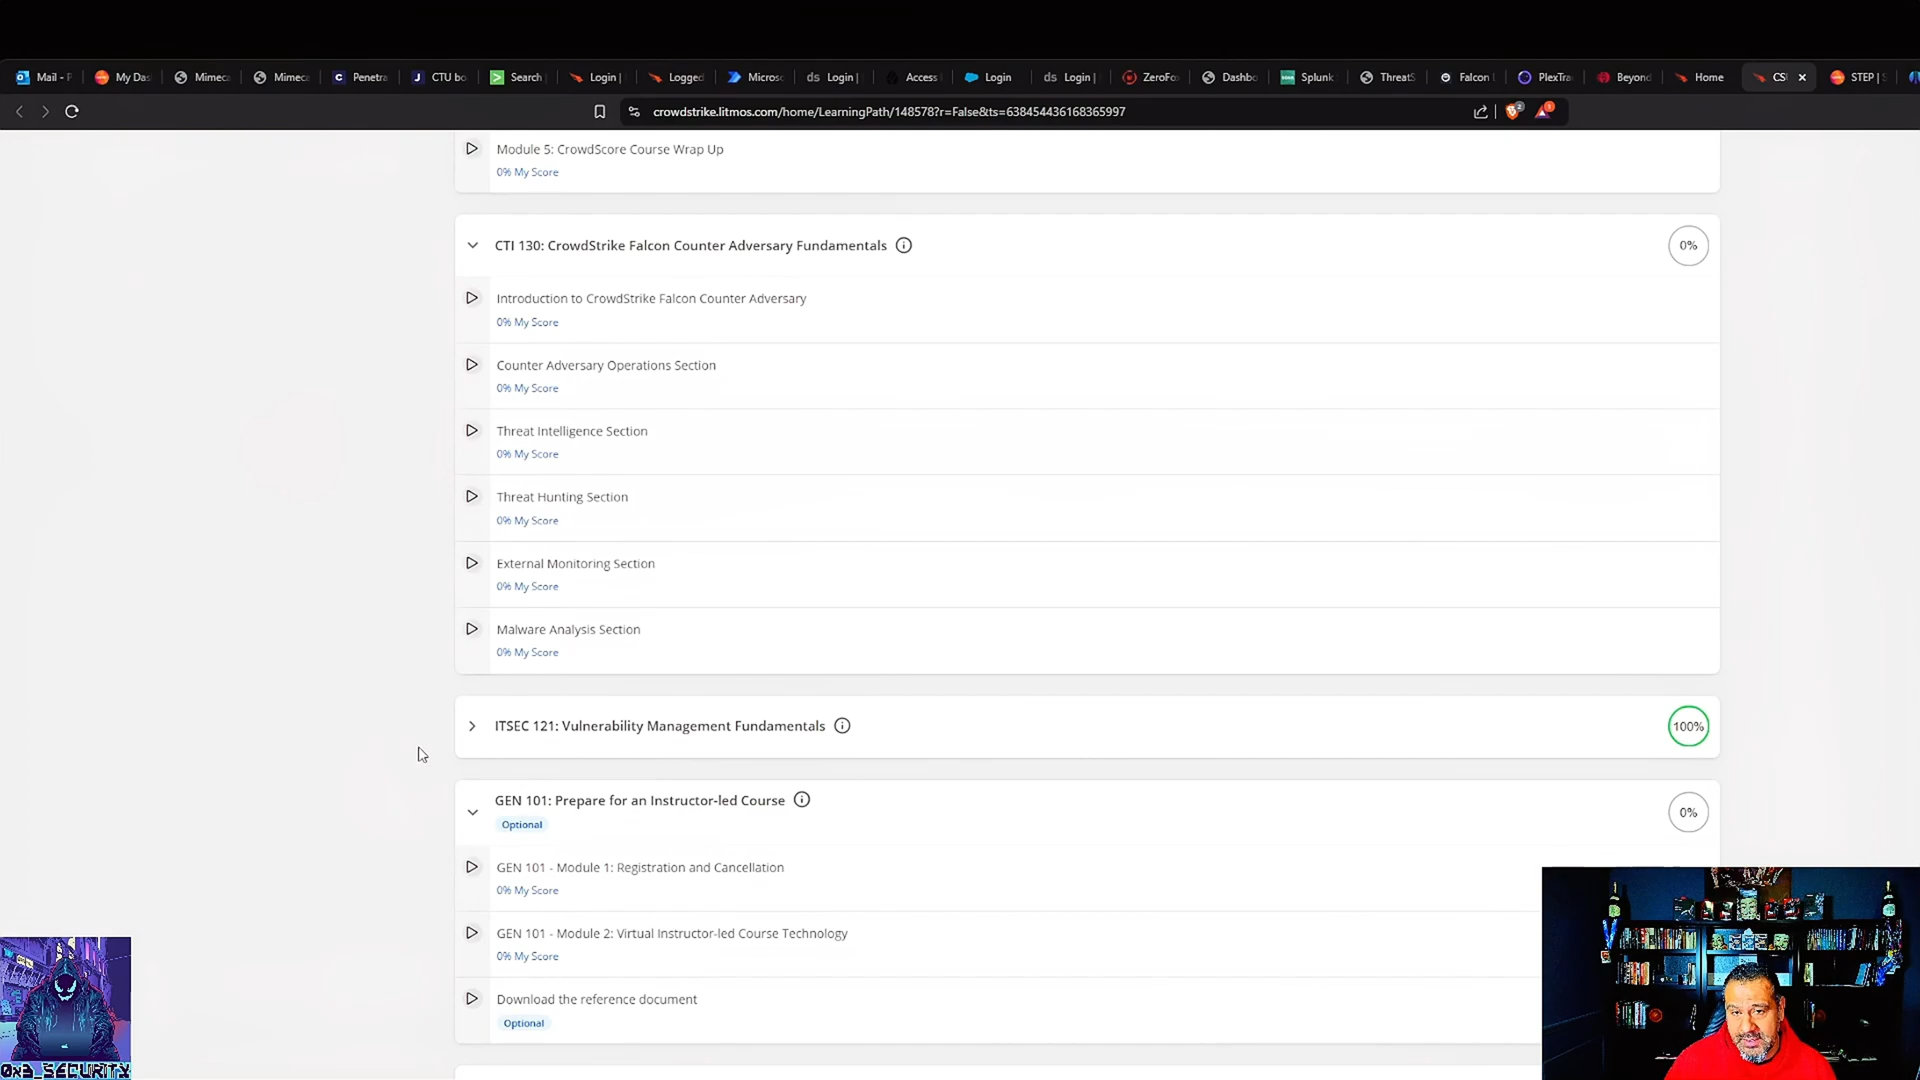 Mail - P
My Das
Mimeca
Mimeca
Penetra
CTU bo
Search
Login |
Logged
Micros
Login |
Access
Login
Login |
ZeroFo
Dashbo
Splunk
ThreatS
Falcon
PlexTra
Beyond
Home
CS
STEP | S
crowdstrike.litmos.com/home/LearningPath/148578?r=False&ts=638454436168365997
Module 5: CrowdScore Course Wrap Up
0% My Score
CTI 130: CrowdStrike Falcon Counter Adversary Fundamentals
0%
Introduction to CrowdStrike Falcon Counter Adversary
0% My Score
Counter Adversary Operations Section
0% My Score
Threat Intelligence Section
0% My Score
Threat Hunting Section
0% My Score
External Monitoring Section
0% My Score
Malware Analysis Section
0% My Score
ITSEC 121: Vulnerability Management Fundamentals
100%
GEN 101: Prepare for an Instructor-led Course
Optional
0%
GEN 101 - Module 1: Registration and Cancellation
0% My Score
GEN 101 - Module 2: Virtual Instructor-led Course Technology
0% My Score
Download the reference document
Optional
0x3_SECURITY